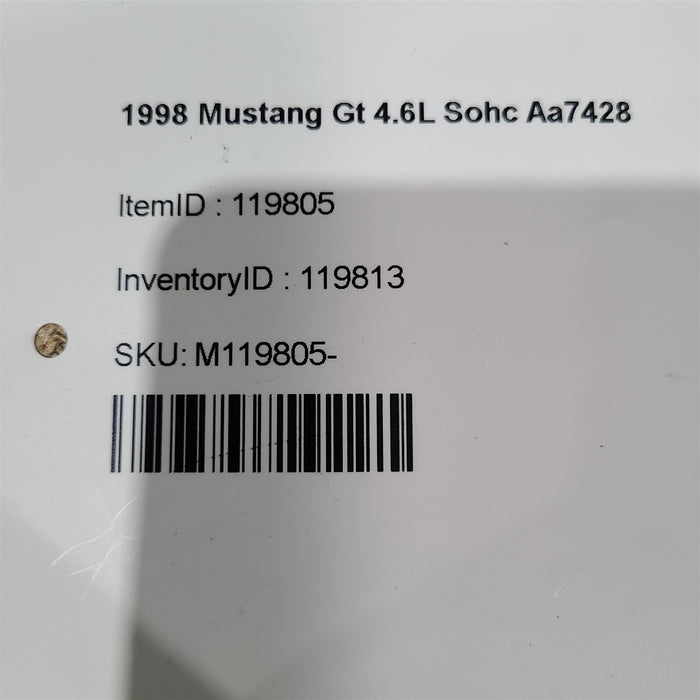 1998 Mustang Gt 4.6L Sohc Aa7428
ItemID : 119805
InventoryID : 119813
SKU: M119805-